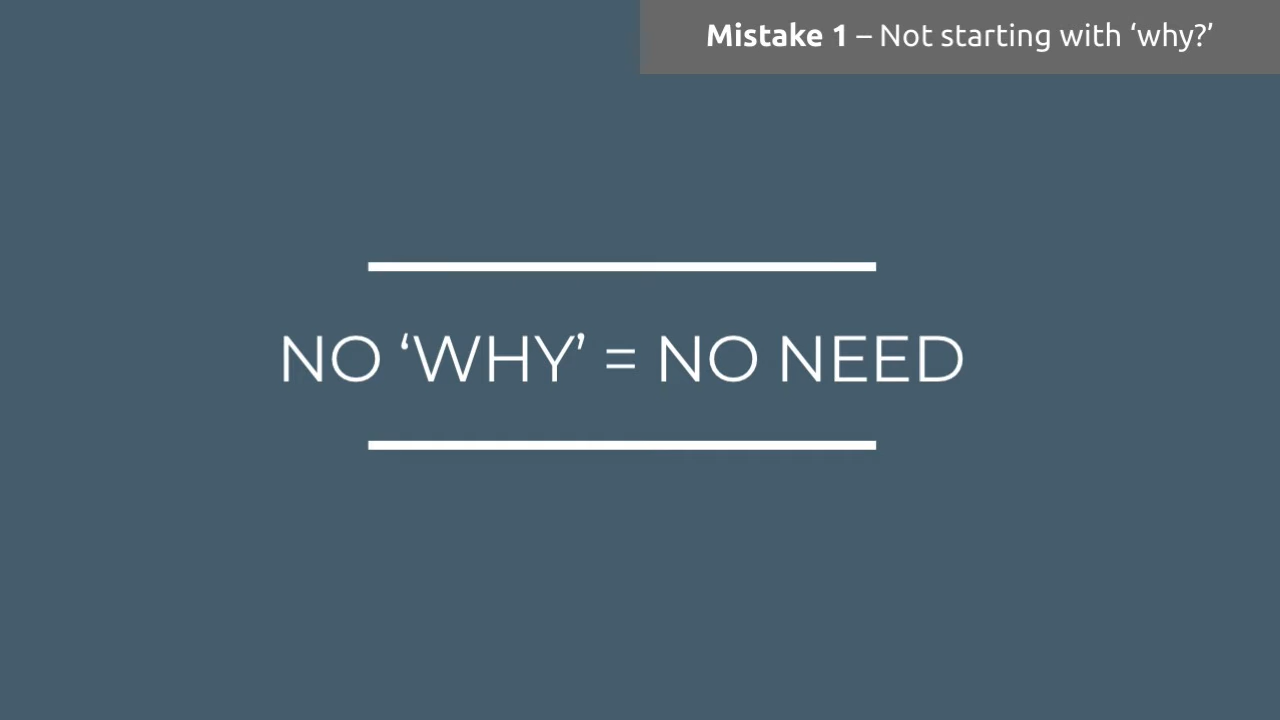 Mistake 1 – Not starting with ‘why?’
NO ‘WHY’ = NO NEED